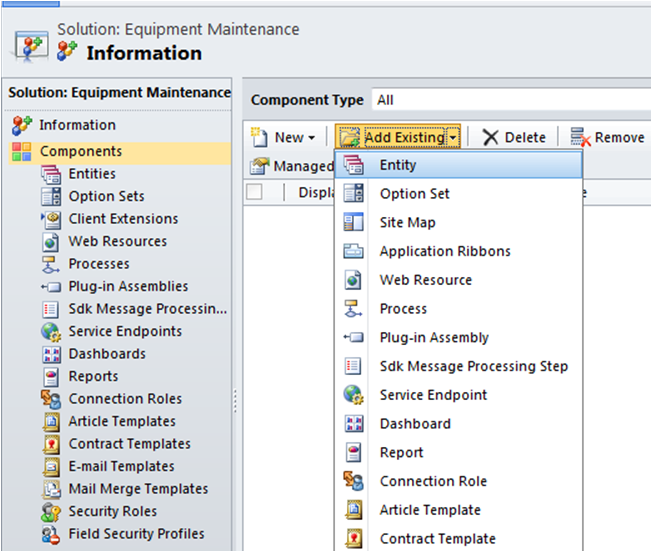 Solution: Equipment Maintenance
Information
Solution: Equipment Maintenance
Information
Components
Entities
Option Sets
Client Extensions
Web Resources
Processes
Plug-in Assemblies
Sdk Message Processin...
Service Endpoints
Dashboards
Reports
Connection Roles
Article Templates
Contract Templates
E-mail Templates
Mail Merge Templates
Security Roles
Field Security Profiles
Component Type All
New Add Existing Delete Remove
Managed
Displ
Entity
Option Set
Site Map
Application Ribbons
Web Resource
Process
Plug-in Assembly
Sdk Message Processing Step
Service Endpoint
Dashboard
Report
Connection Role
Article Template
Contract Template